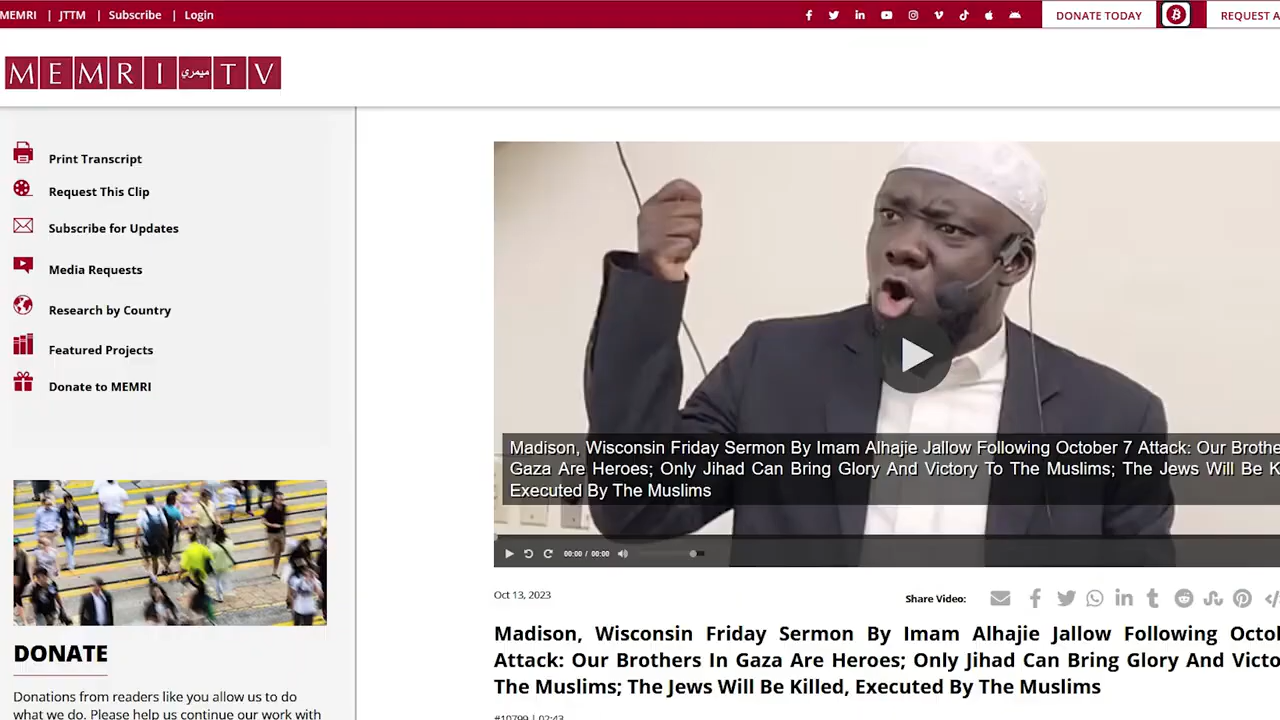 MEMRI | JTTM | Subscribe | Login
DONATE TODAY
REQUEST A
MEMRI ميمري TV
Print Transcript
Request This Clip
Subscribe for Updates
Media Requests
Research by Country
Featured Projects
Donate to MEMRI
Madison, Wisconsin Friday Sermon By Imam Alhajie Jallow Following October 7 Attack: Our Brothe
Gaza Are Heroes; Only Jihad Can Bring Glory And Victory To The Muslims; The Jews Will Be K
Executed By The Muslims
00:00 / 00:00
Oct 13, 2023
Share Video:
Madison, Wisconsin Friday Sermon By Imam Alhajie Jallow Following Octo
Attack: Our Brothers In Gaza Are Heroes; Only Jihad Can Bring Glory And Victo
The Muslims; The Jews Will Be Killed, Executed By The Muslims
#10799 | 02:43
DONATE
Donations from readers like you allow us to do
what we do. Please help us continue our work with